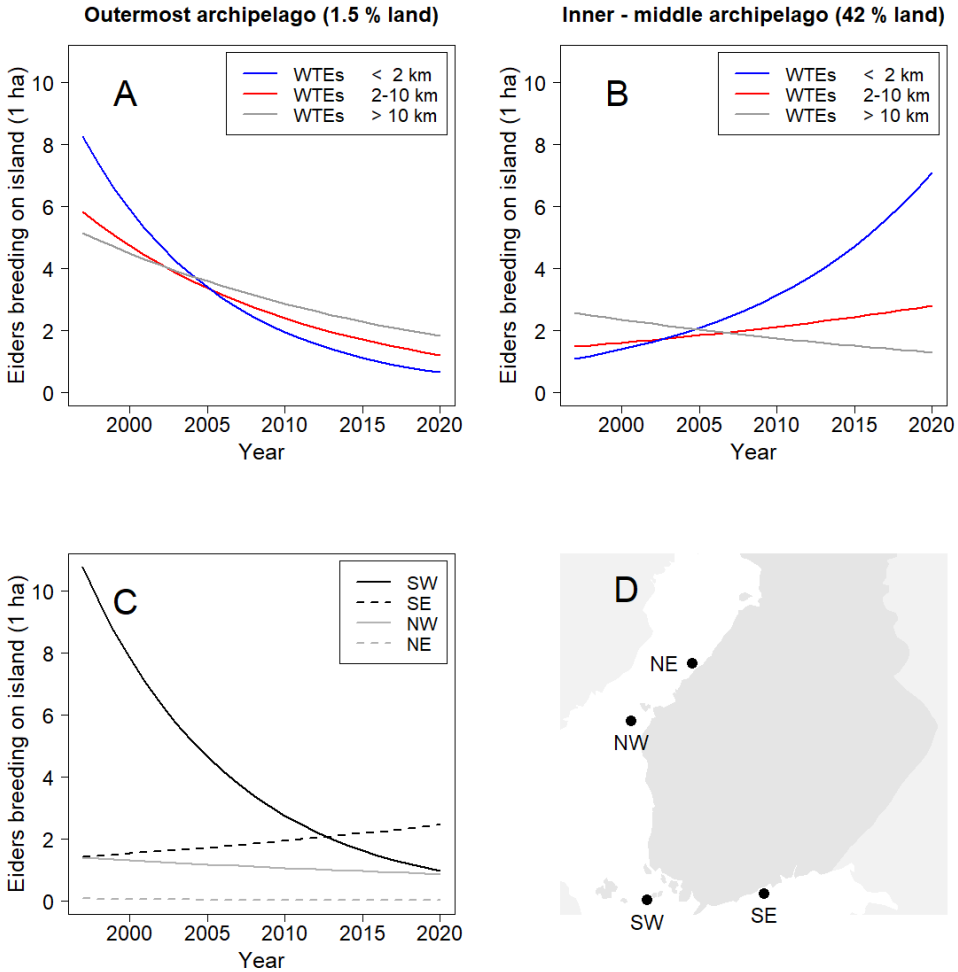 Outermost archipelago (1.5 % land)
Inner - middle archipelago (42 % land)
A
WTEs < 2 km
WTEs 2-10 km
WTEs > 10 km
Eiders breeding on island (1 ha)
10
8
6
4
2
0
2000 2005 2010 2015 2020
Year
B
WTEs < 2 km
WTEs 2-10 km
WTEs > 10 km
Eiders breeding on island (1 ha)
10
8
6
4
2
0
2000 2005 2010 2015 2020
Year
C
SW
SE
NW
NE
Eiders breeding on island (1 ha)
10
8
6
4
2
0
2000 2005 2010 2015 2020
Year
D
NE
NW
SW
SE